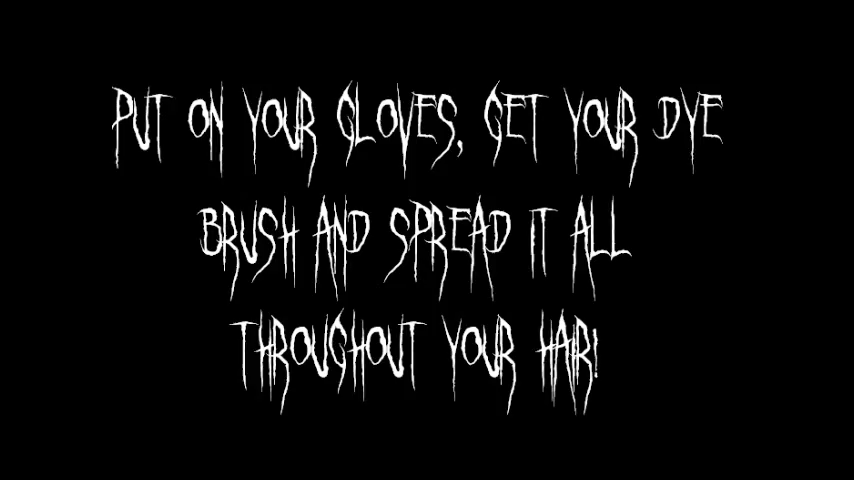 PUT ON YOUR GLOVES, GET YOUR DYE
BRUSH AND SPREAD IT ALL
THROUGHOUT YOUR HAIR!